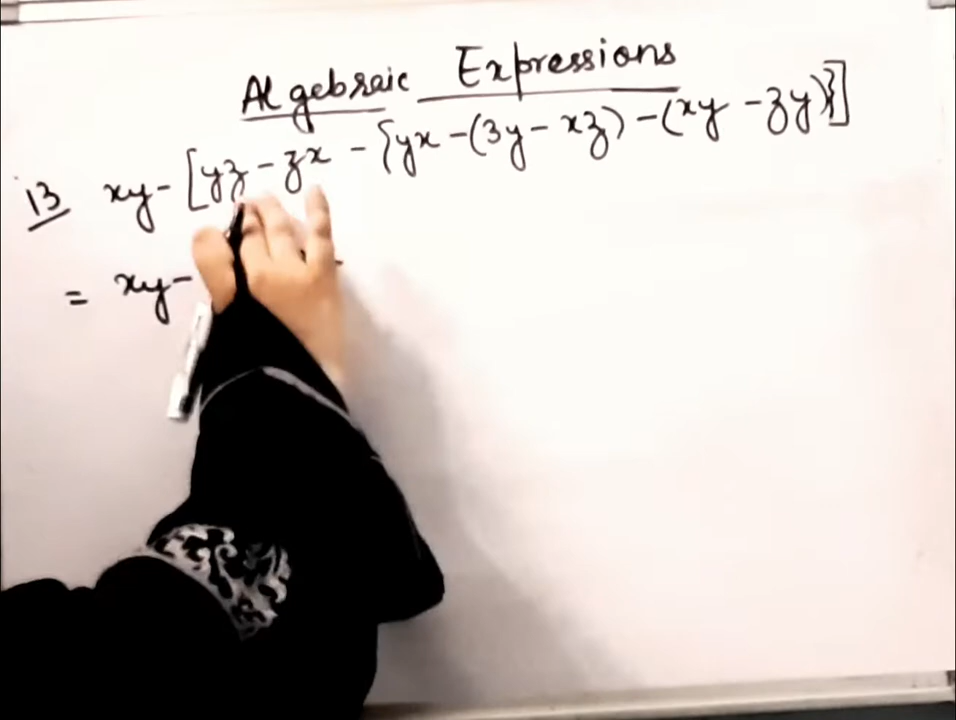 Algebraic Expressions
13 xy - [yz - zx - {yx - (3y - xz) - (xy - zy)}]
= xy -